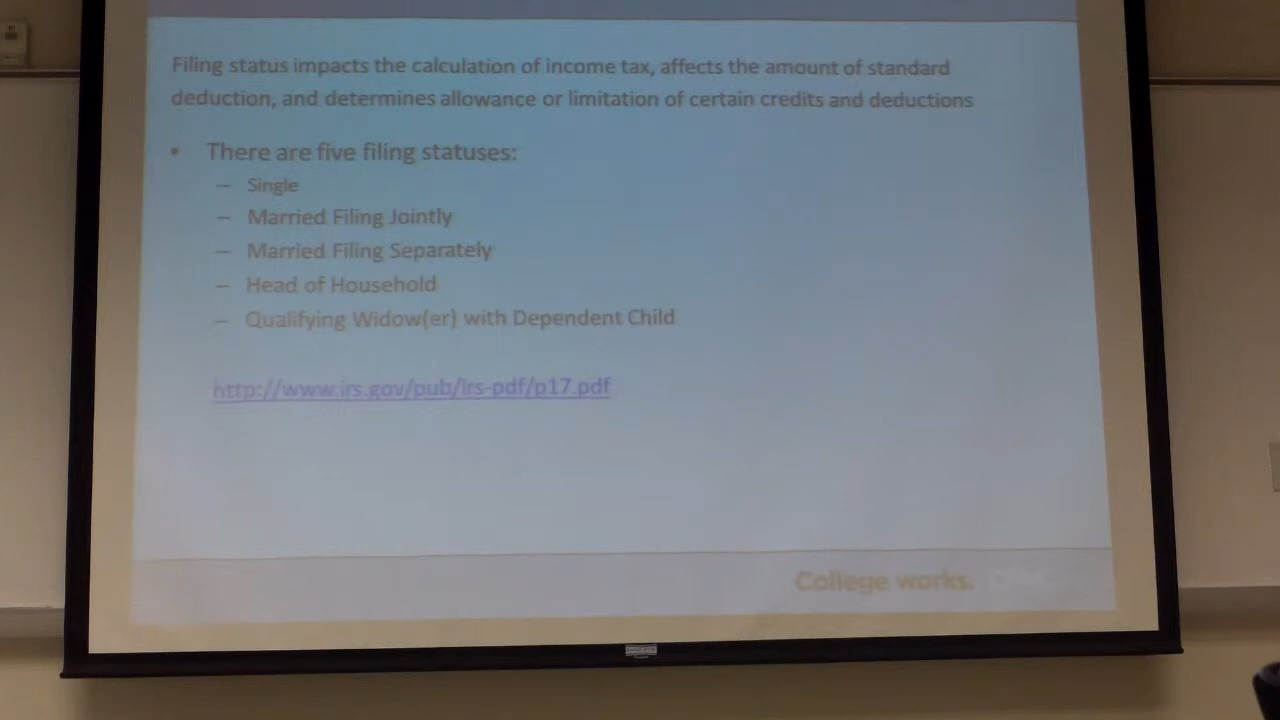 Filing status impacts the calculation of income tax, affects the amount of standard
deduction, and determines allowance or limitation of certain credits and deductions
• There are five filing statuses:
– Single
– Married Filing Jointly
– Married Filing Separately
– Head of Household
– Qualifying Widow(er) with Dependent Child
http://www.irs.gov/pub/irs-pdf/p17.pdf
College works.